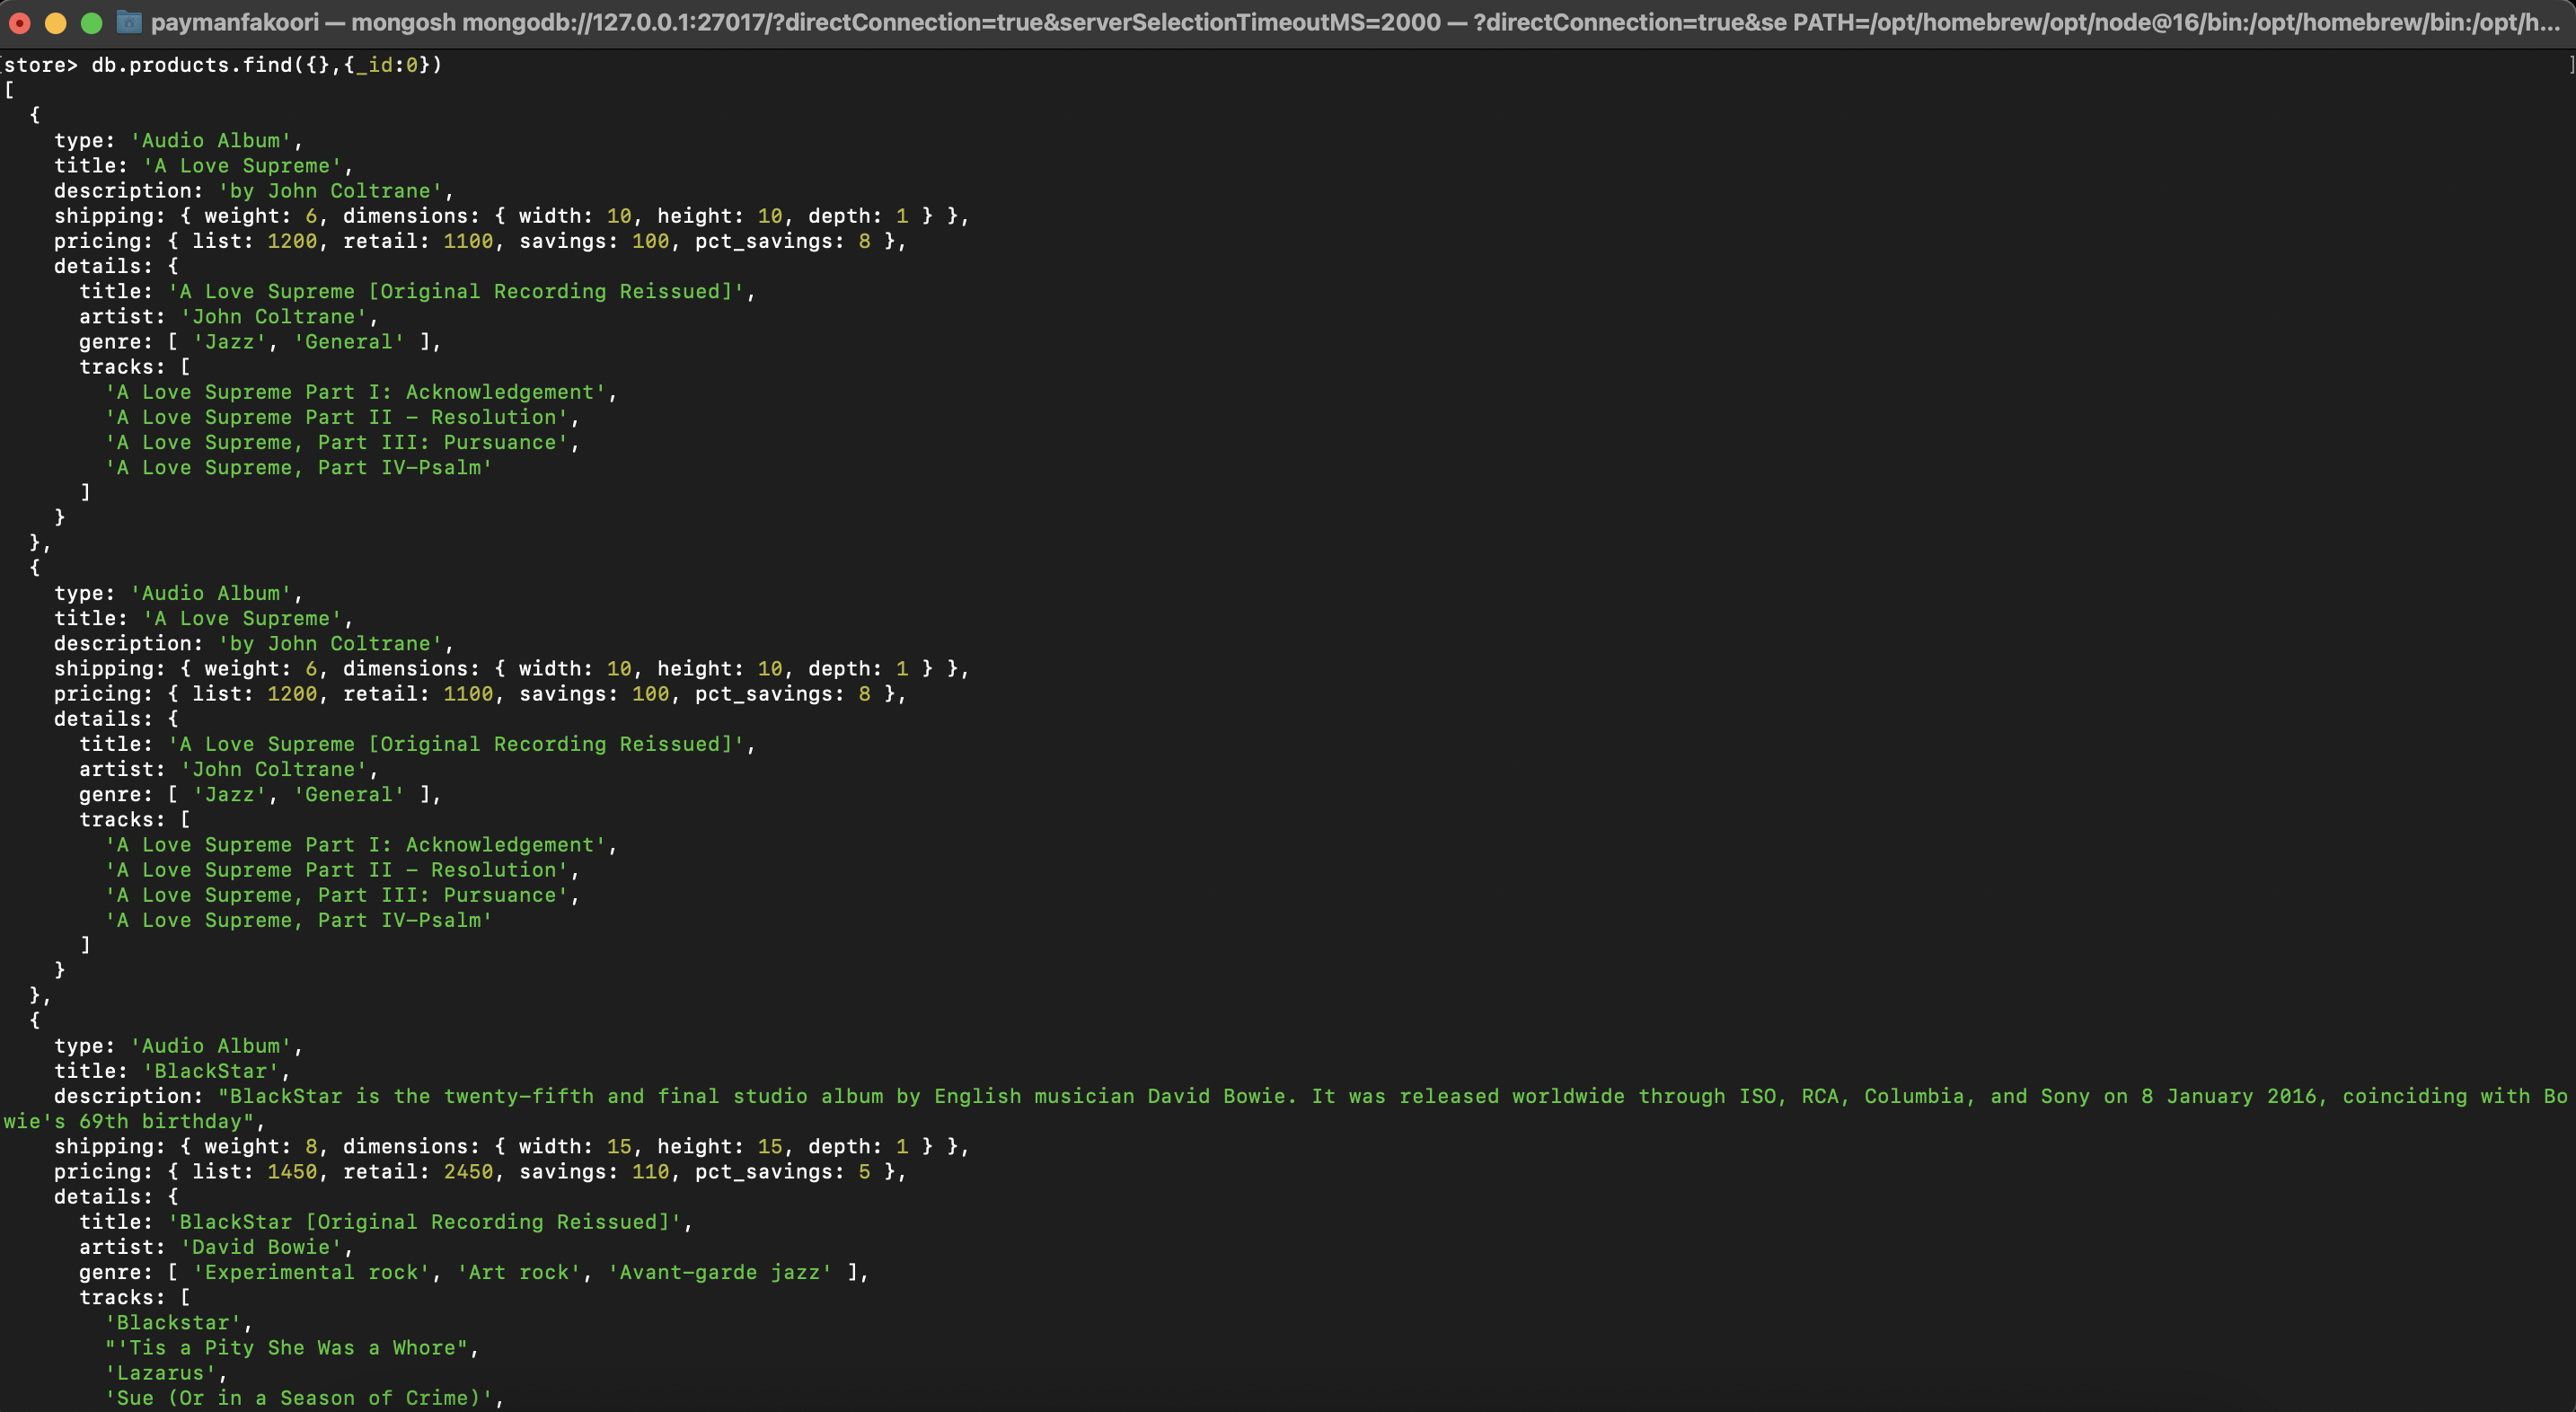 paymanfakoori — mongosh mongodb://127.0.0.1:27017/?directConnection=true&serverSelectionTimeoutMS=2000 — ?directConnection=true&se PATH=/opt/homebrew/opt/node@16/bin:/opt/homebrew/bin:/opt/h...
[store> db.products.find({},{_id:0}) ]
[
  {
    type: 'Audio Album',
    title: 'A Love Supreme',
    description: 'by John Coltrane',
    shipping: { weight: 6, dimensions: { width: 10, height: 10, depth: 1 } },
    pricing: { list: 1200, retail: 1100, savings: 100, pct_savings: 8 },
    details: {
      title: 'A Love Supreme [Original Recording Reissued]',
      artist: 'John Coltrane',
      genre: [ 'Jazz', 'General' ],
      tracks: [
        'A Love Supreme Part I: Acknowledgement',
        'A Love Supreme Part II - Resolution',
        'A Love Supreme, Part III: Pursuance',
        'A Love Supreme, Part IV-Psalm'
      ]
    }
  },
  {
    type: 'Audio Album',
    title: 'A Love Supreme',
    description: 'by John Coltrane',
    shipping: { weight: 6, dimensions: { width: 10, height: 10, depth: 1 } },
    pricing: { list: 1200, retail: 1100, savings: 100, pct_savings: 8 },
    details: {
      title: 'A Love Supreme [Original Recording Reissued]',
      artist: 'John Coltrane',
      genre: [ 'Jazz', 'General' ],
      tracks: [
        'A Love Supreme Part I: Acknowledgement',
        'A Love Supreme Part II - Resolution',
        'A Love Supreme, Part III: Pursuance',
        'A Love Supreme, Part IV-Psalm'
      ]
    }
  },
  {
    type: 'Audio Album',
    title: 'BlackStar',
    description: "BlackStar is the twenty-fifth and final studio album by English musician David Bowie. It was released worldwide through ISO, RCA, Columbia, and Sony on 8 January 2016, coinciding with Bo
wie's 69th birthday",
    shipping: { weight: 8, dimensions: { width: 15, height: 15, depth: 1 } },
    pricing: { list: 1450, retail: 2450, savings: 110, pct_savings: 5 },
    details: {
      title: 'BlackStar [Original Recording Reissued]',
      artist: 'David Bowie',
      genre: [ 'Experimental rock', 'Art rock', 'Avant-garde jazz' ],
      tracks: [
        'Blackstar',
        "'Tis a Pity She Was a Whore",
        'Lazarus',
        'Sue (Or in a Season of Crime)',